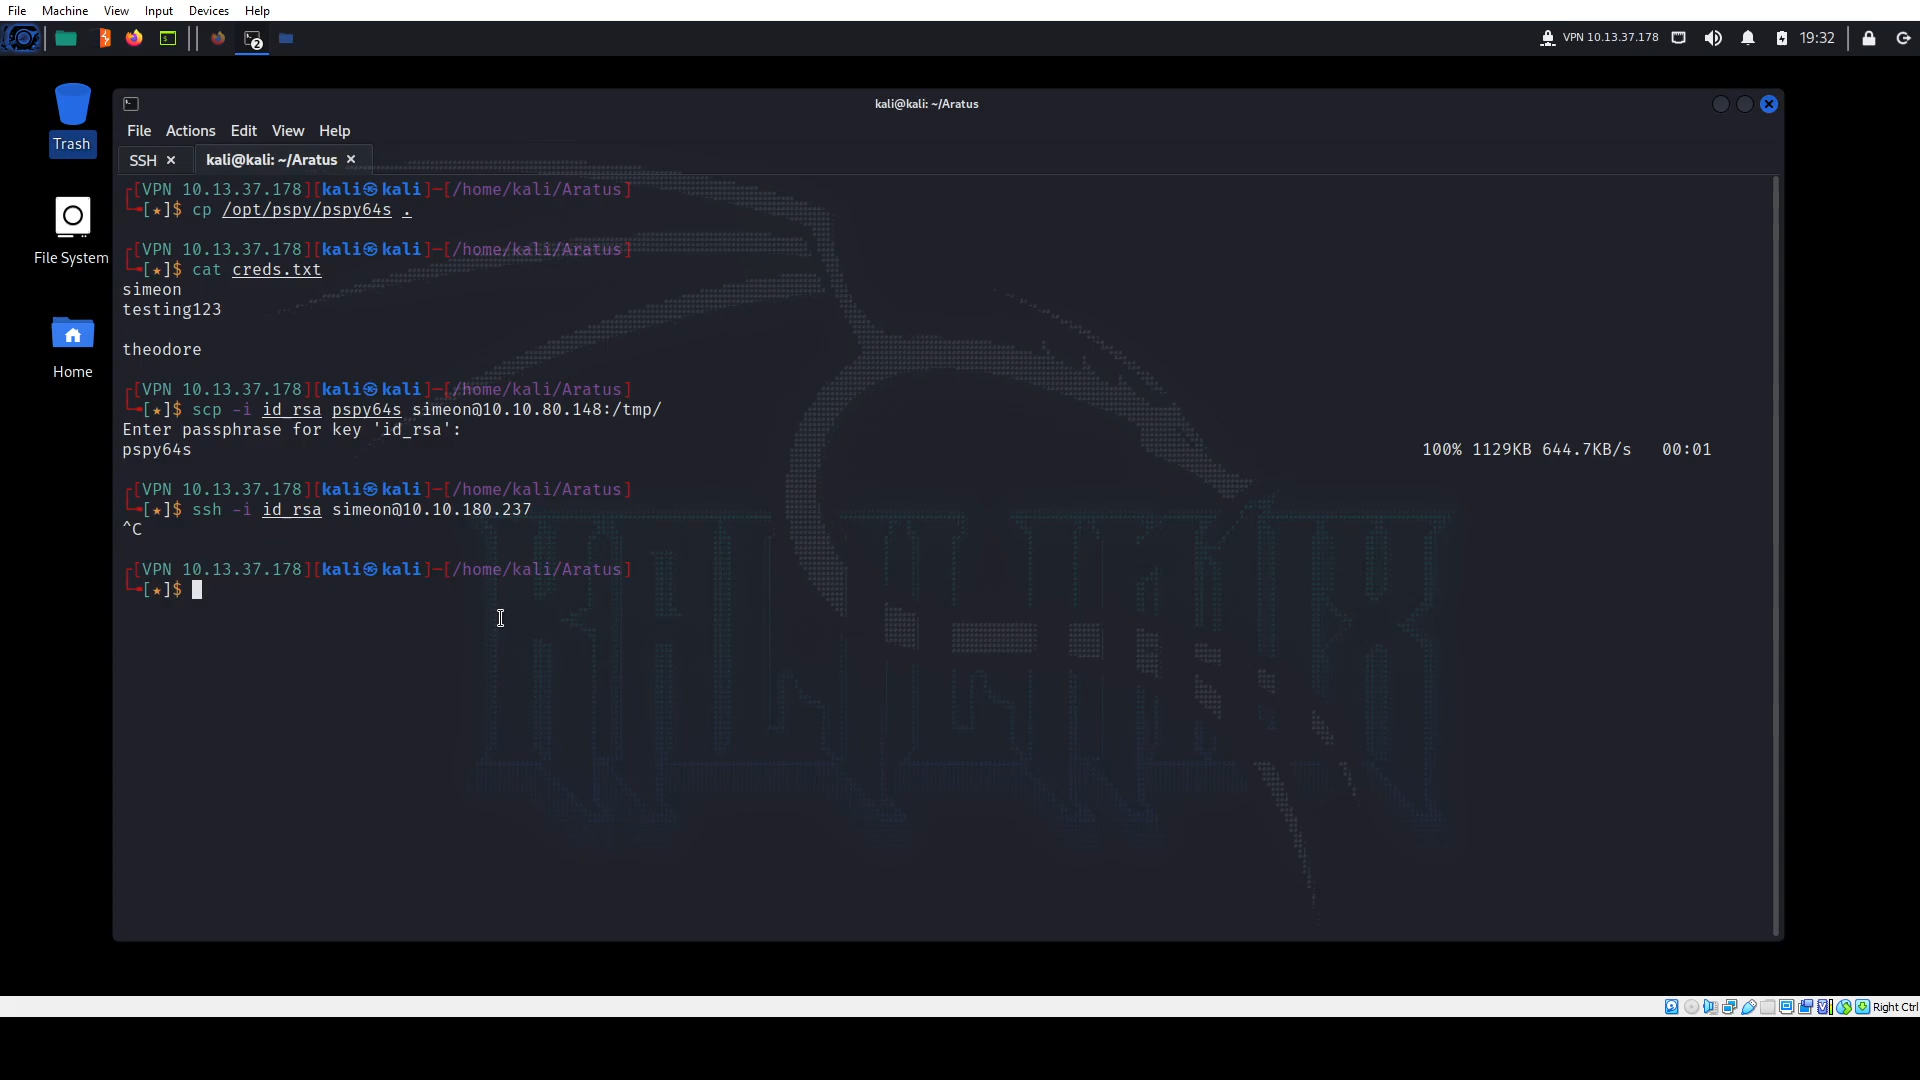 File Machine View Input Devices Help
VPN 10.13.37.178 19:32
2
kali@kali: ~/Aratus
File Actions Edit View Help
SSH × kali@kali: ~/Aratus ×
Trash
File System
Home
┌[VPN 10.13.37.178][kali㉿kali]─[/home/kali/Aratus]
└╼[★]$ cp /opt/pspy/pspy64s .
┌[VPN 10.13.37.178][kali㉿kali]─[/home/kali/Aratus]
└╼[★]$ cat creds.txt
simeon
testing123
theodore
┌[VPN 10.13.37.178][kali㉿kali]─[/home/kali/Aratus]
└╼[★]$ scp -i id_rsa pspy64s simeon@10.10.80.148:/tmp/
Enter passphrase for key 'id_rsa':
pspy64s 100% 1129KB 644.7KB/s 00:01
┌[VPN 10.13.37.178][kali㉿kali]─[/home/kali/Aratus]
└╼[★]$ ssh -i id_rsa simeon@10.10.180.237
^C
┌[VPN 10.13.37.178][kali㉿kali]─[/home/kali/Aratus]
└╼[★]$
KALI LINUX
Right Ctrl